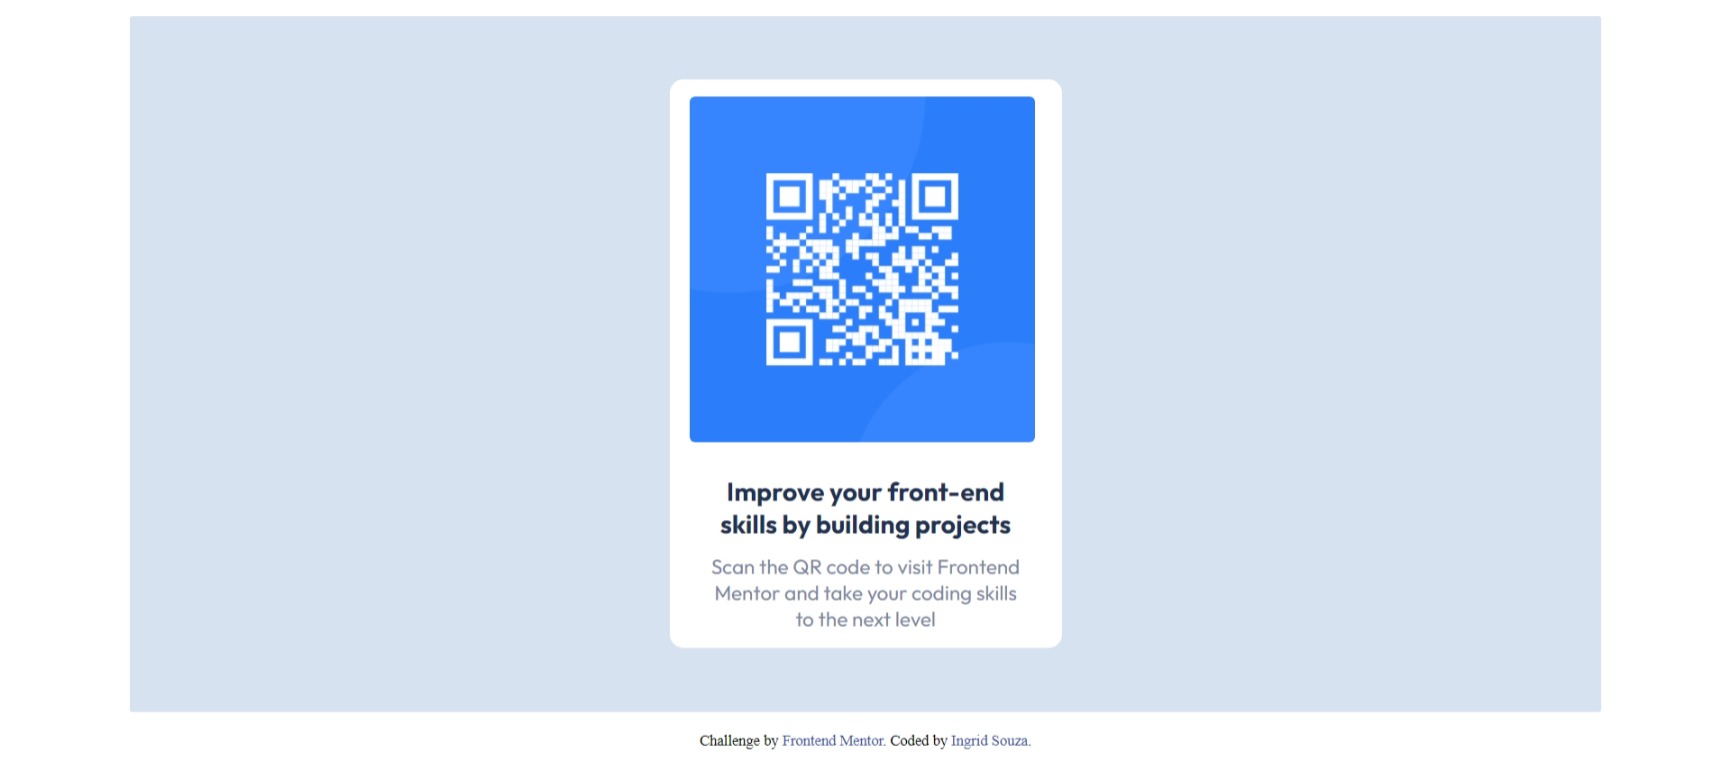 Improve your front-end
skills by building projects
Scan the QR code to visit Frontend
Mentor and take your coding skills
to the next level
Challenge by Frontend Mentor. Coded by Ingrid Souza.